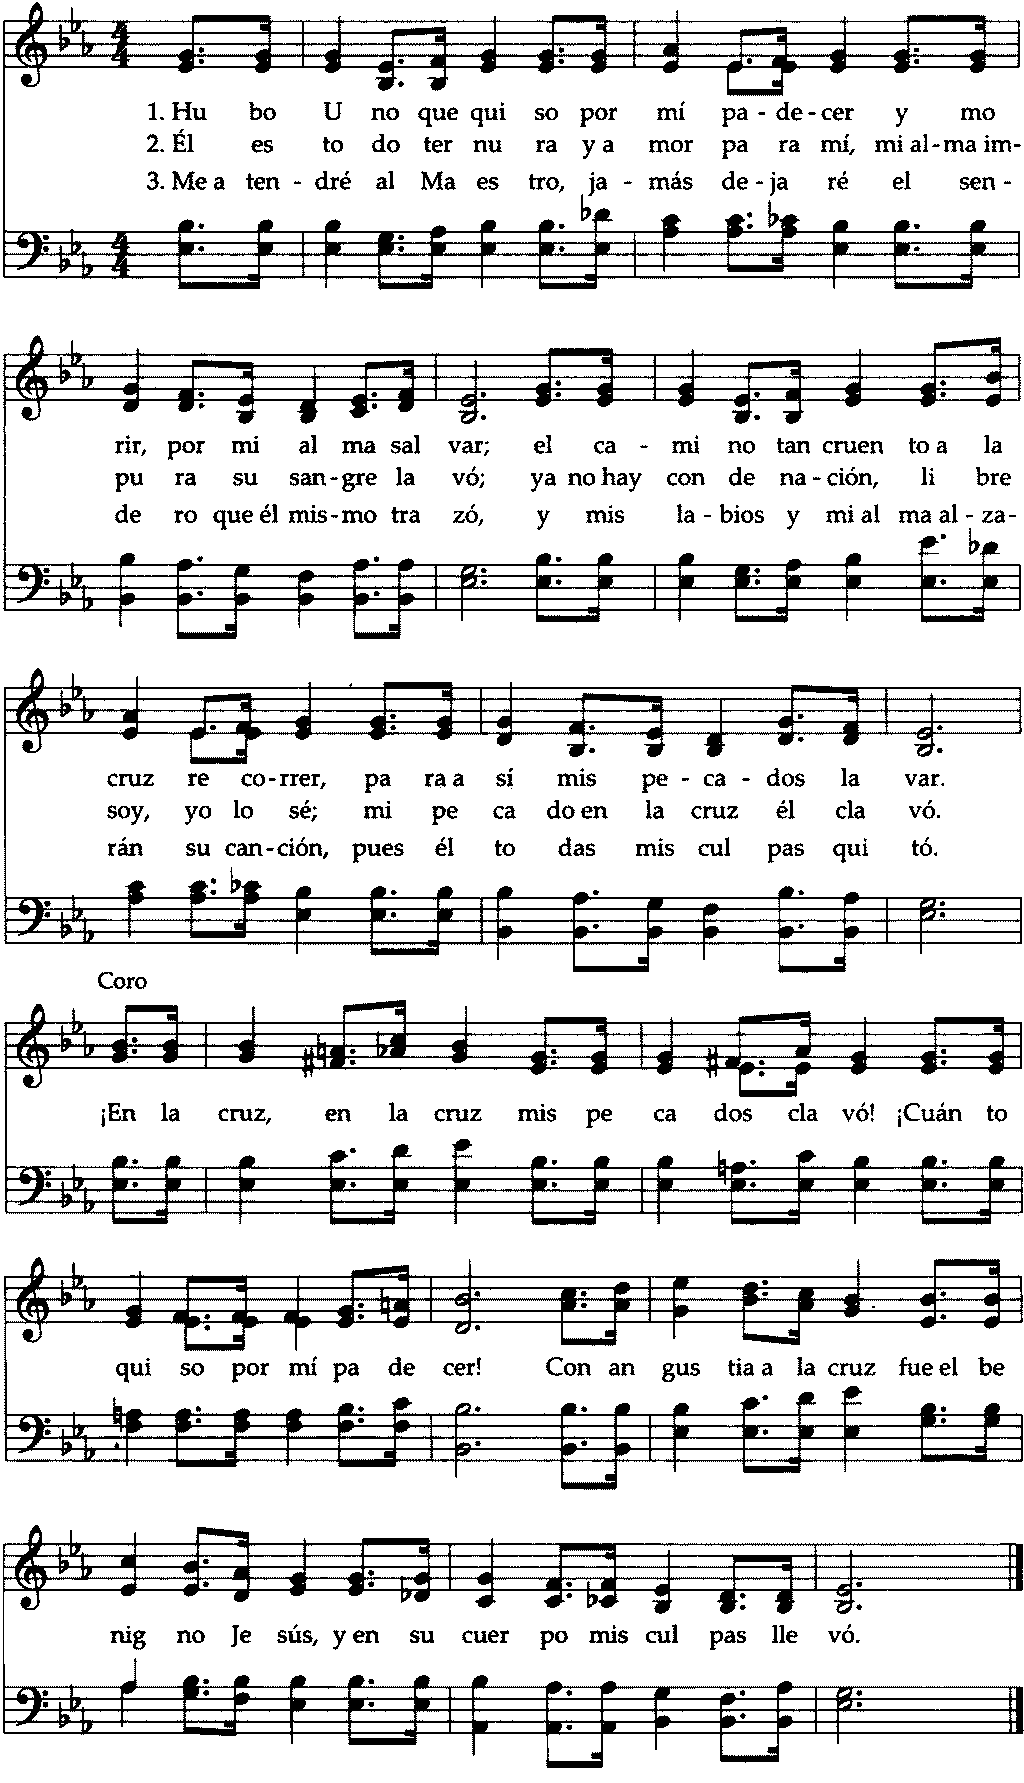 1. Hu bo U no que qui so por mí pa - de - cer y mo
2. Él es to do ter nu ra y a mor pa ra mí, mi al - ma im-
3. Me a ten - dré al Ma es tro, ja - más de - ja ré el sen -
rir, por mi al ma sal var; el ca - mi no tan cruen to a la
pu ra su san - gre la vó; ya no hay con de na - ción, li bre
de ro que él mis - mo tra zó, y mis la - bios y mi al ma al - za-
cruz re co - rrer, pa ra a sí mis pe - ca - dos la var.
soy, yo lo sé; mi pe ca do en la cruz él cla vó.
rán su can - ción, pues él to das mis cul pas qui tó.
Coro
¡En la cruz, en la cruz mis pe ca dos cla vó! ¡Cuán to
qui so por mí pa de cer! Con an gus tia a la cruz fue el be
nig no Je sús, y en su cuer po mis cul pas lle vó.